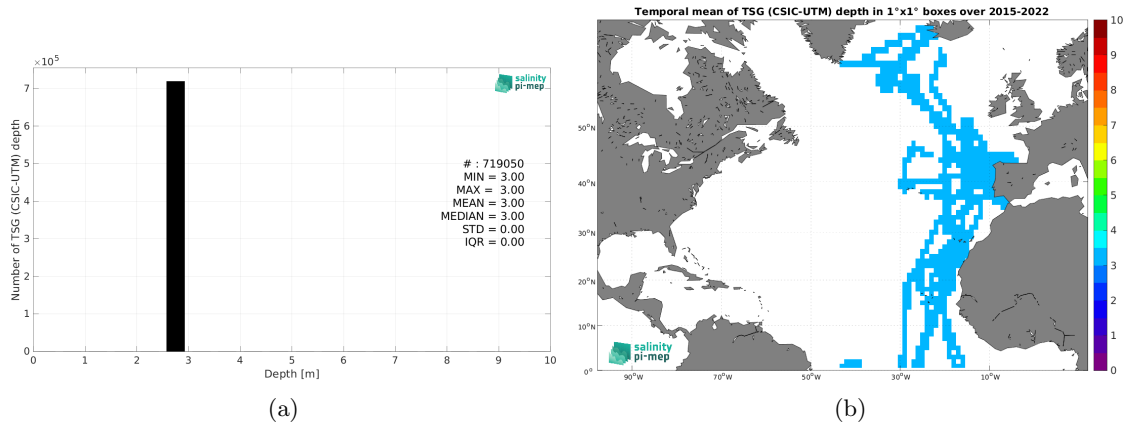 Temporal mean of TSG (CSIC-UTM) depth in 1°x1° boxes over 2015-2022
×10⁵
7
6
5
4
3
2
1
0
Number of TSG (CSIC-UTM) depth
salinity
pi-mep
# : 719050
MIN = 3.00
MAX = 3.00
MEAN = 3.00
MEDIAN = 3.00
STD = 0.00
IQR = 0.00
0 1 2 3 4 5 6 7 8 9 10
Depth [m]
(a)
50°N
40°N
30°N
20°N
10°N
0°
salinity
pi-mep
90°W 70°W 50°W 30°W 10°W
10
9
8
7
6
5
4
3
2
1
0
(b)